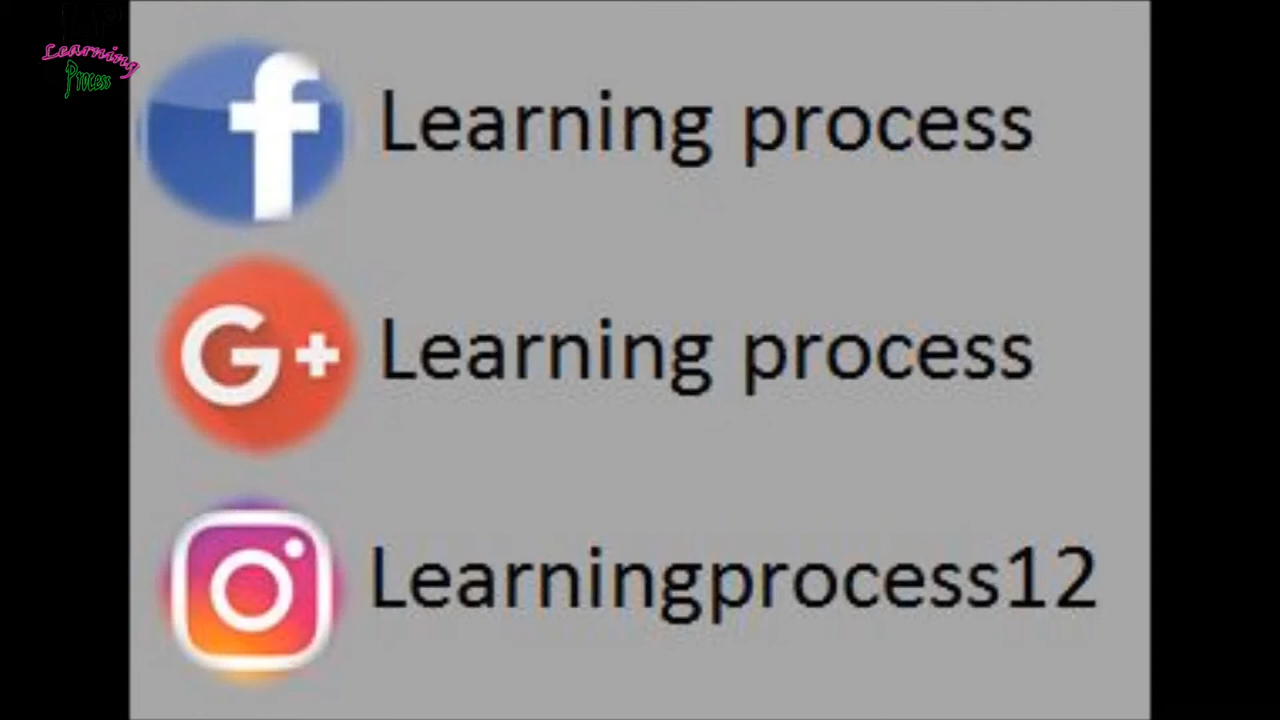 Learning
Process
f
Learning process
G+
Learning process
Learningprocess12